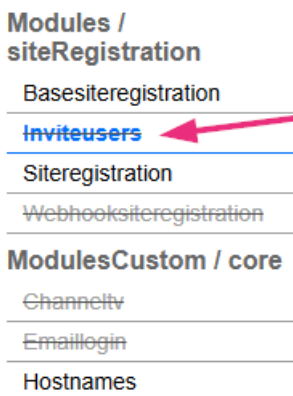 Modules /
siteRegistration
Basesiteregistration
Inviteusers
Siteregistration
Webhooksiteregistration
ModulesCustom / core
Channeltv
Emaillogin
Hostnames